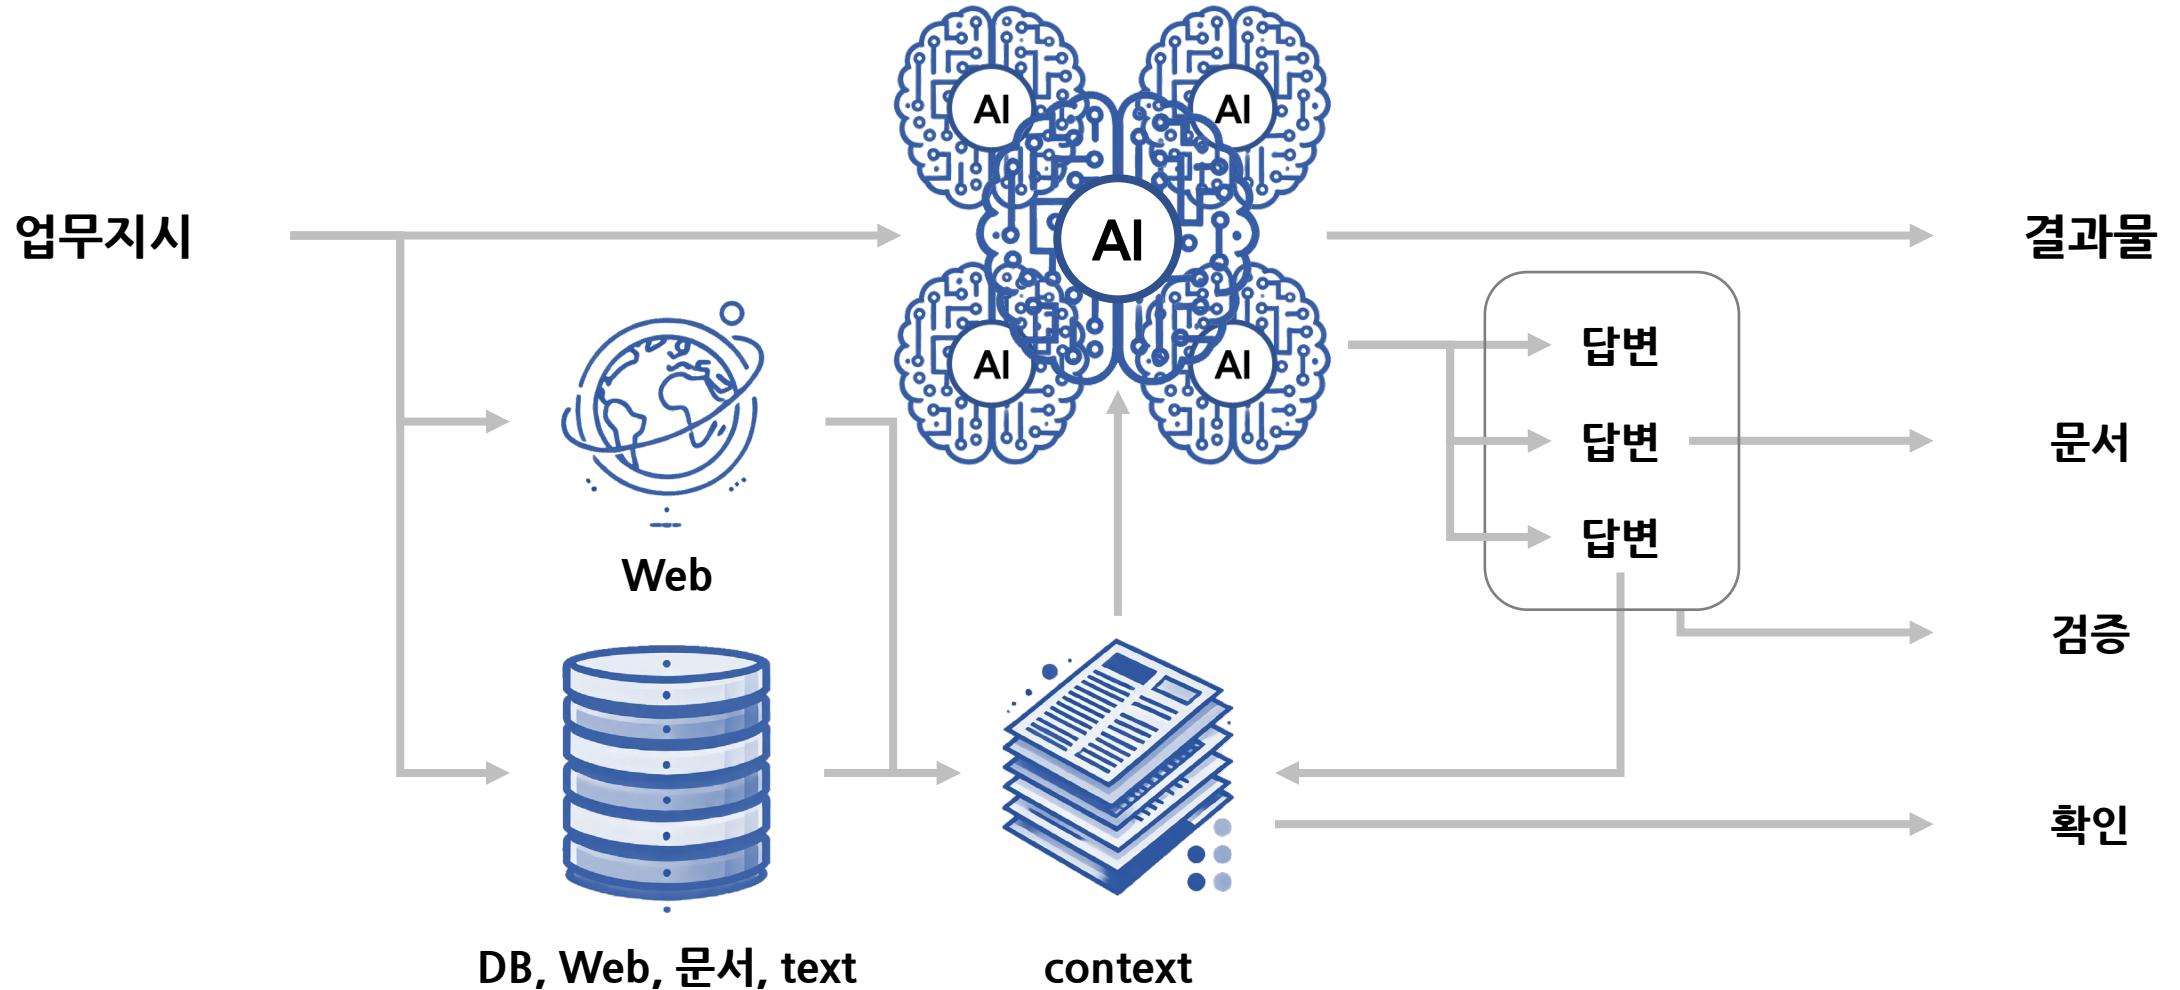 AI
AI
AI
AI
AI
업무지시
결과물
답변
답변
답변
문서
Web
검증
확인
DB, Web, 문서, text
context